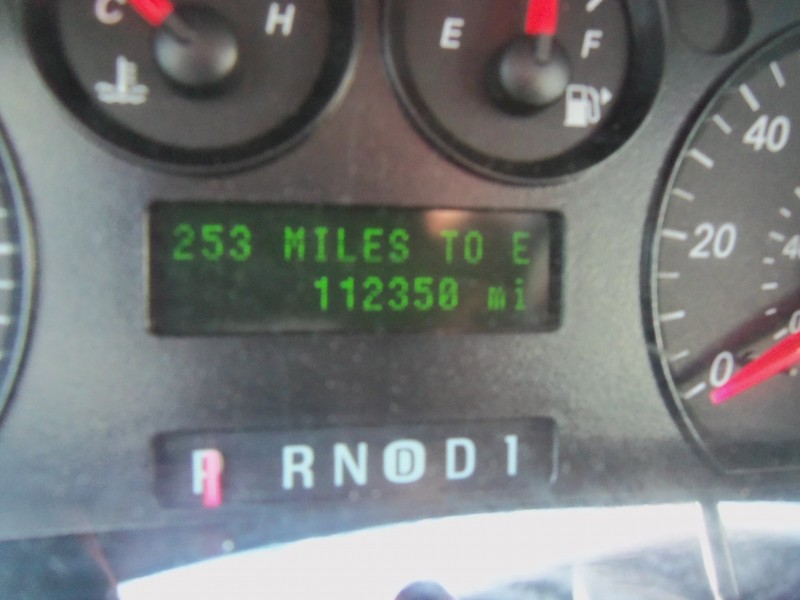 C H
E F
253 MILES TO E
112350 mi
40
20
0
P R N D D 1